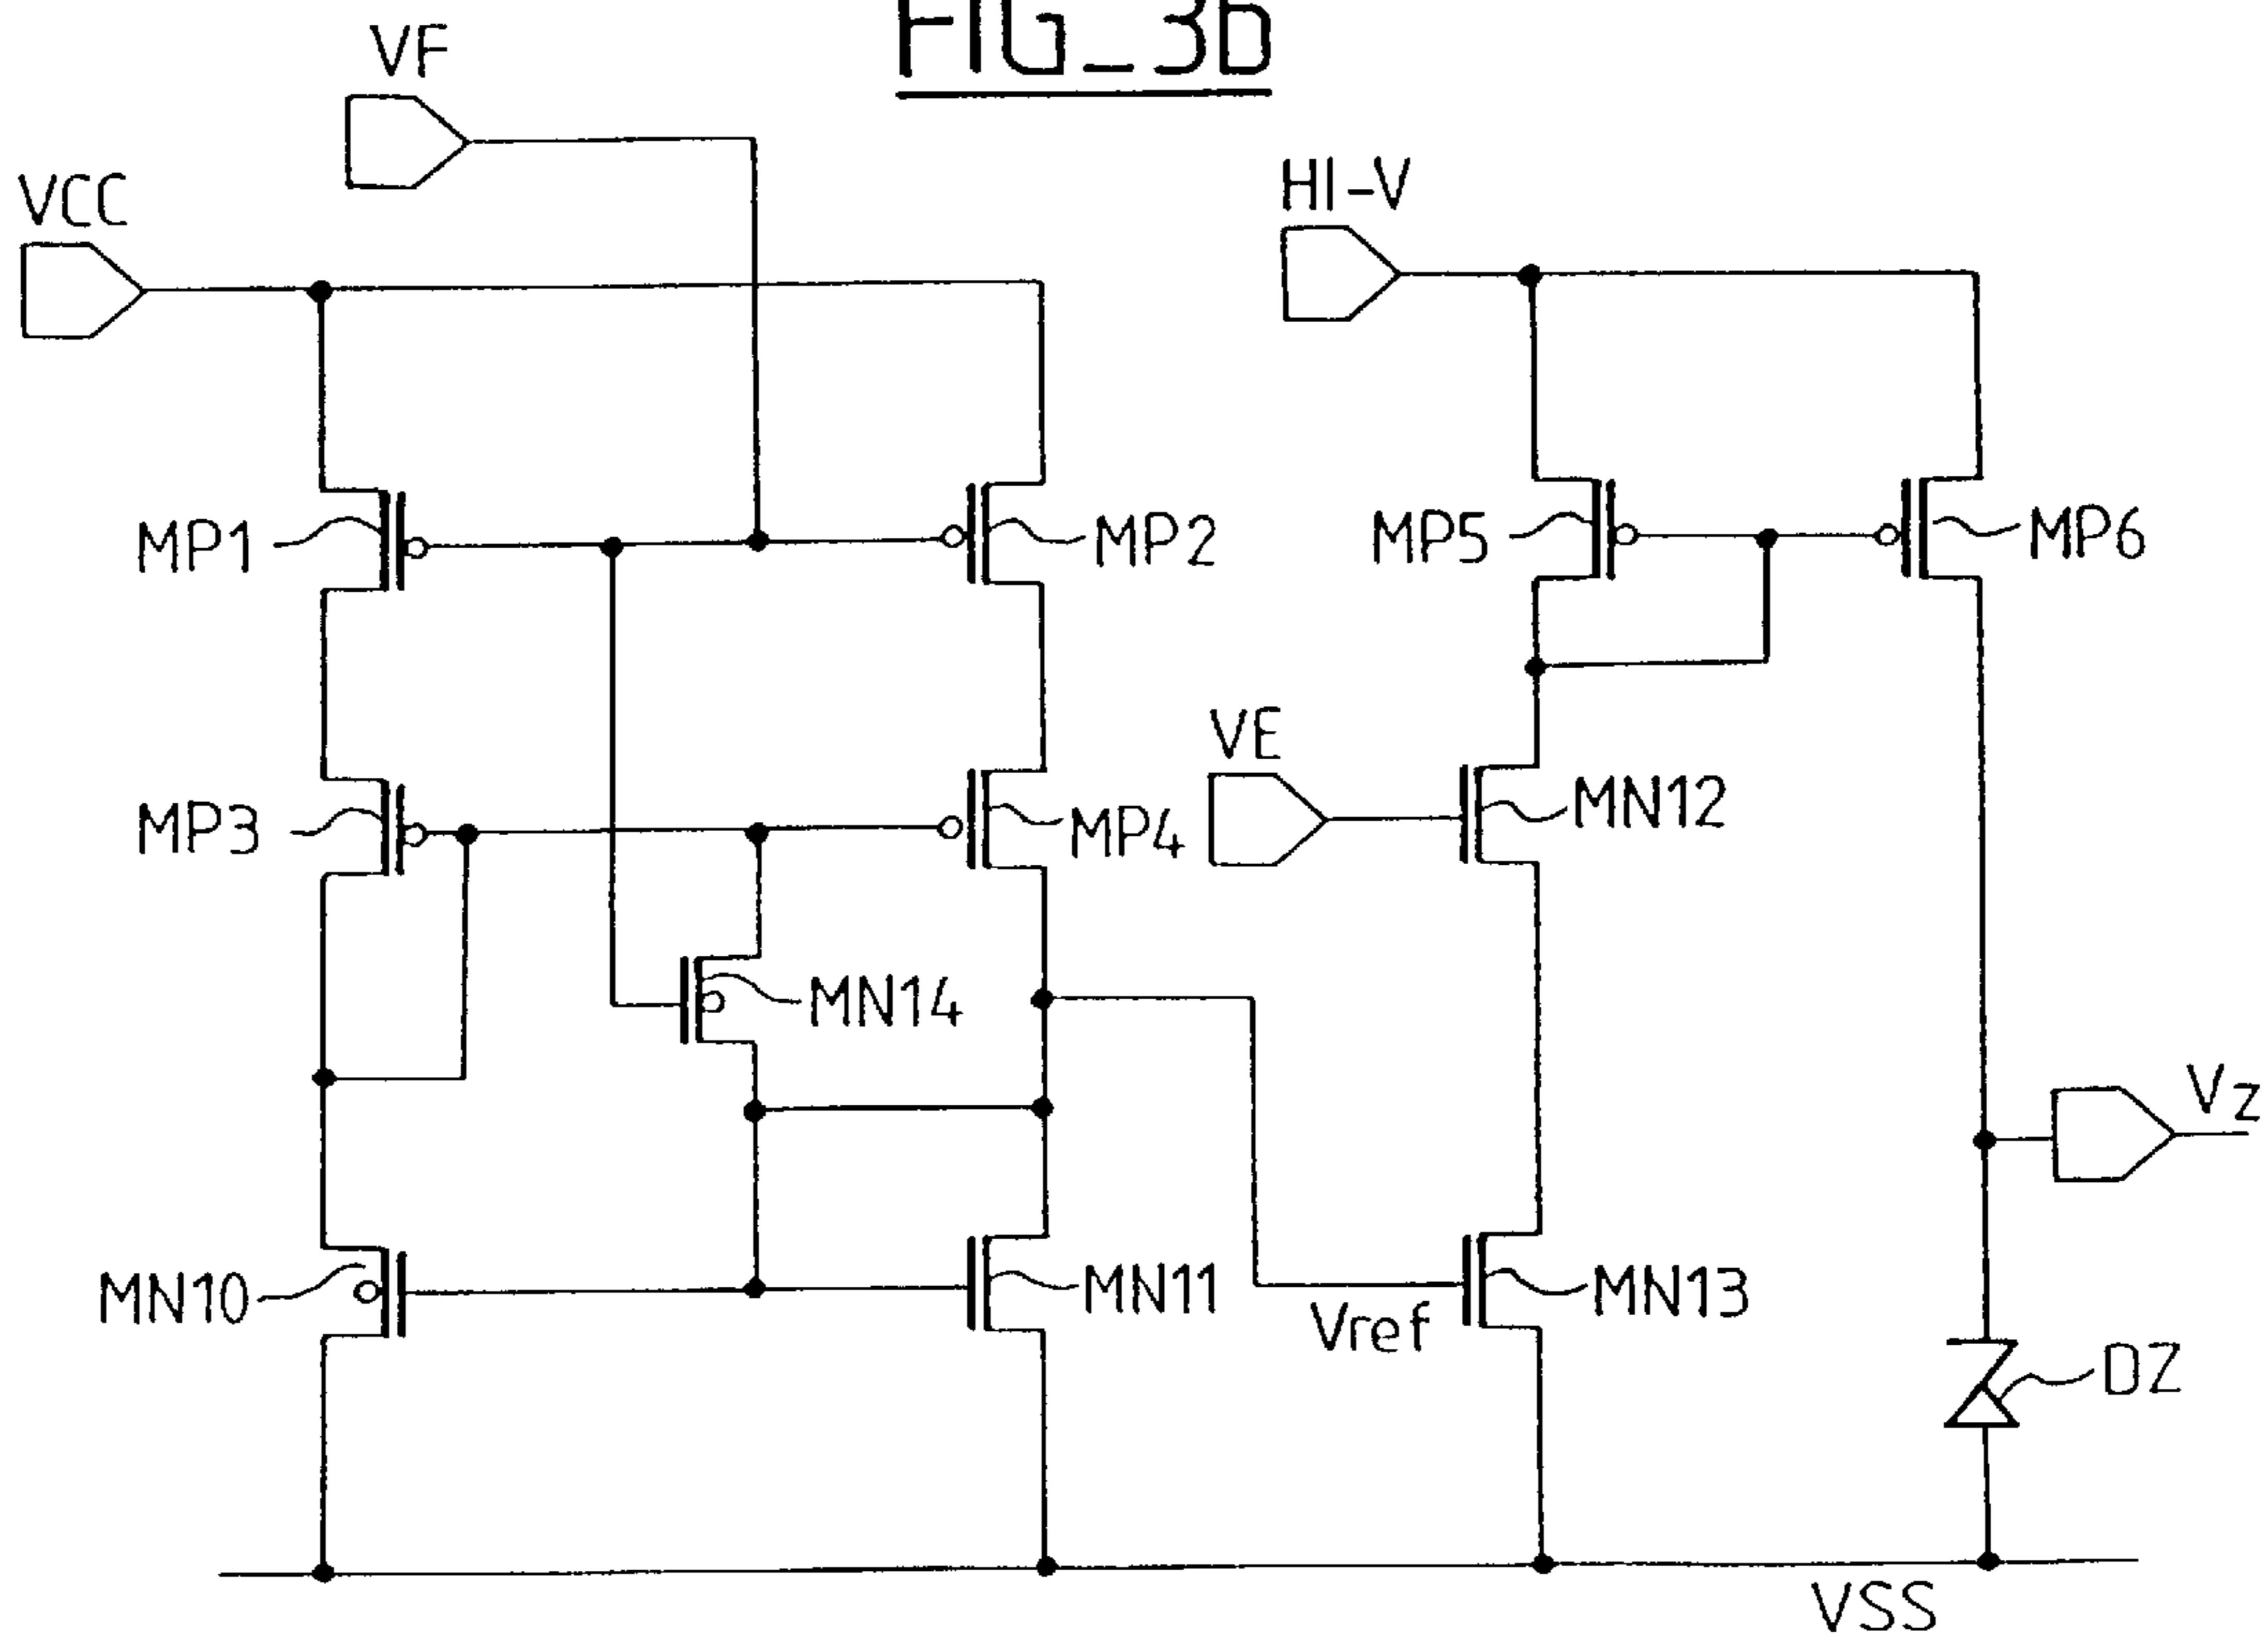 FIG_3b
VF
VCC
HI-V
MP1
MP2
MP5
MP6
VE
MN12
MP3
MP4
MN14
Vz
MN10
MN11
Vref
MN13
DZ
VSS